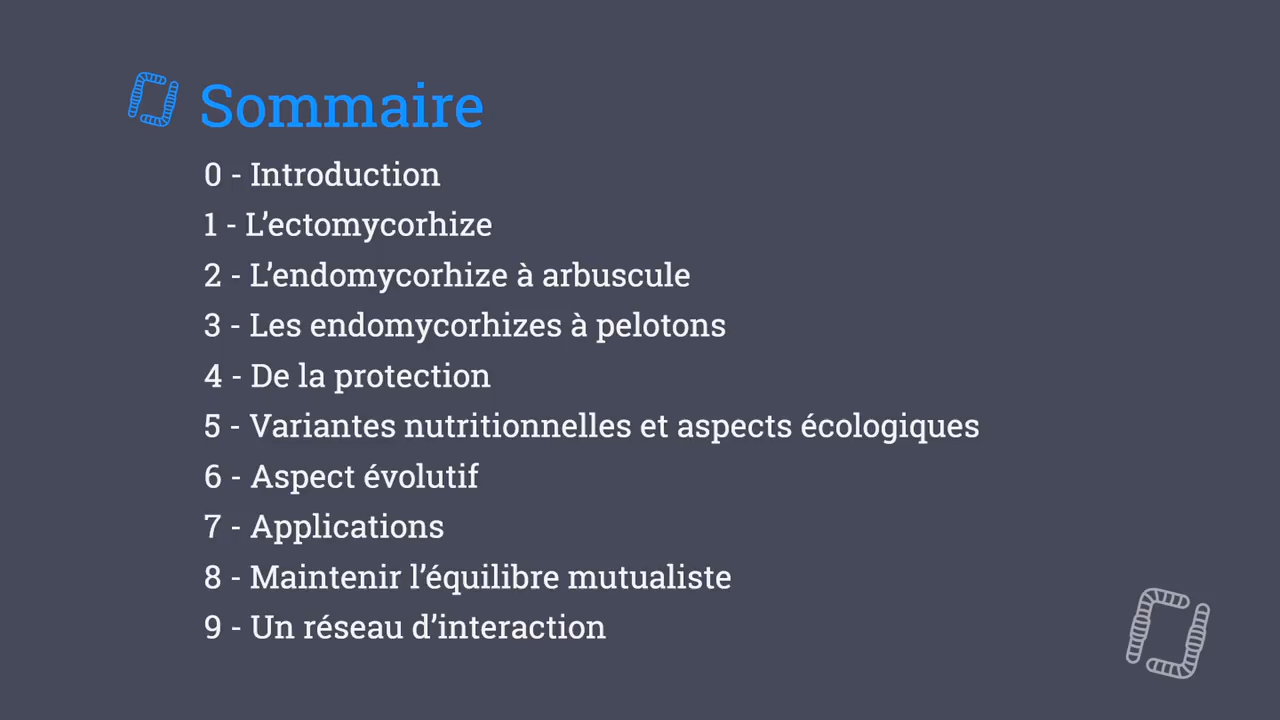 Sommaire
0 - Introduction
1 - L’ectomycorhize
2 - L’endomycorhize à arbuscule
3 - Les endomycorhizes à pelotons
4 - De la protection
5 - Variantes nutritionnelles et aspects écologiques
6 - Aspect évolutif
7 - Applications
8 - Maintenir l’équilibre mutualiste
9 - Un réseau d’interaction